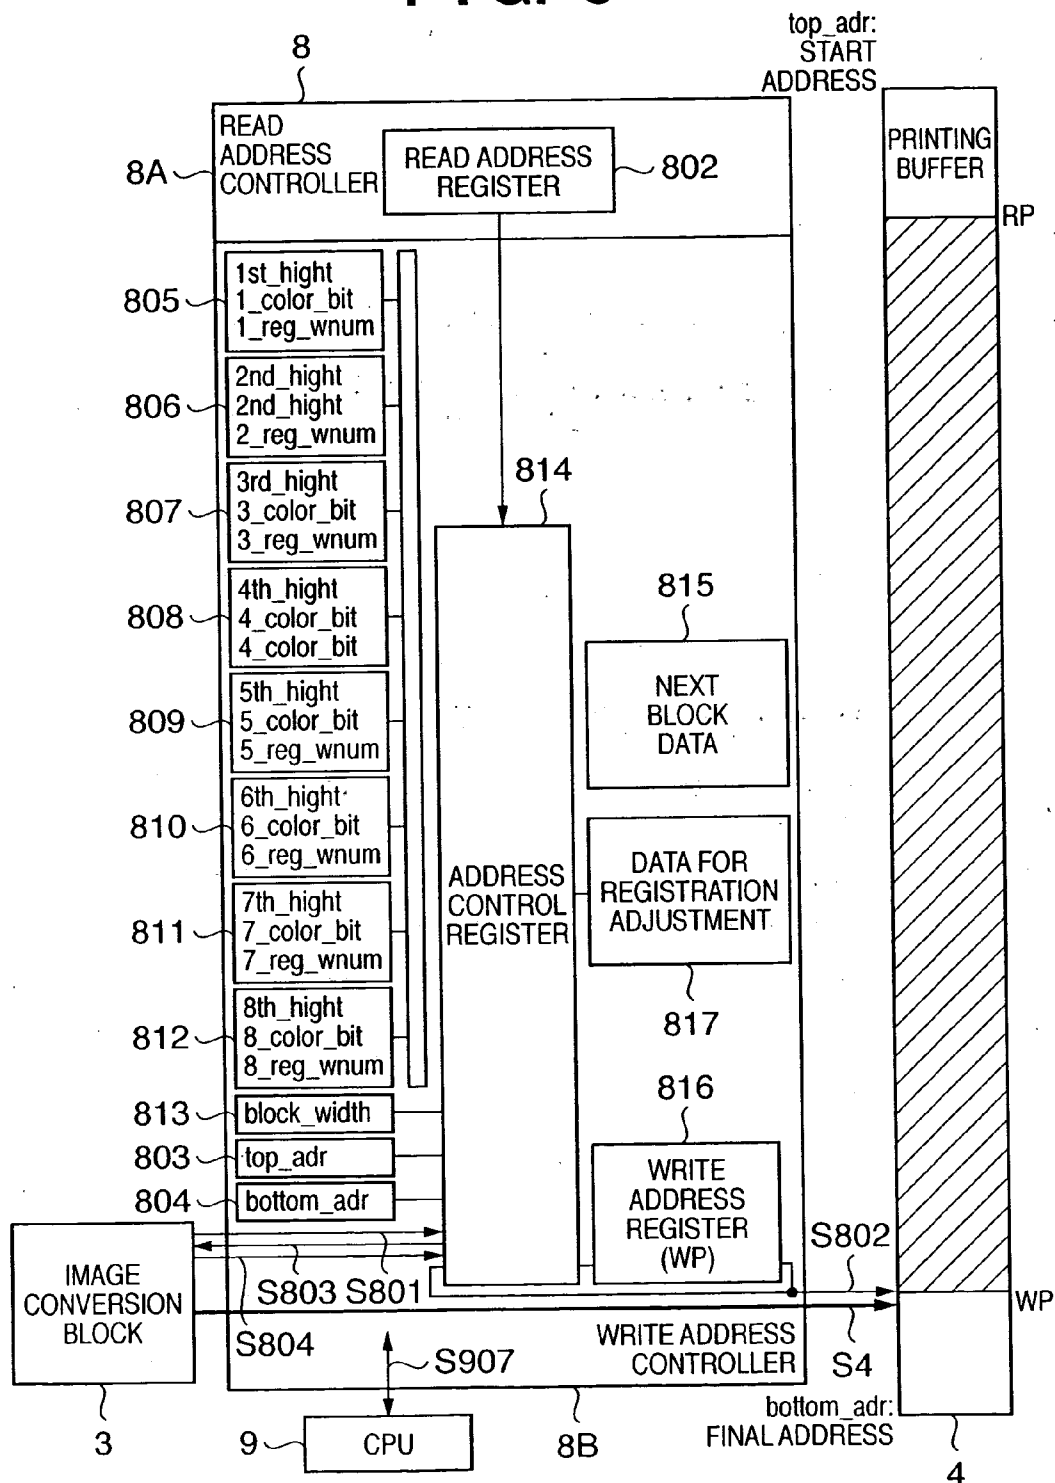 8
top_adr:
START
ADDRESS
READ
ADDRESS
CONTROLLER
8A
READ ADDRESS
REGISTER
802
PRINTING
BUFFER
RP
805
1st_hight
1_color_bit
1_reg_wnum
806
2nd_hight
2nd_hight
2_reg_wnum
807
3rd_hight
3_color_bit
3_reg_wnum
814
808
4th_hight
4_color_bit
4_color_bit
815
809
5th_hight
5_color_bit
5_reg_wnum
NEXT
BLOCK
DATA
810
6th_hight
6_color_bit
6_reg_wnum
ADDRESS
CONTROL
REGISTER
DATA FOR
REGISTRATION
ADJUSTMENT
811
7th_hight
7_color_bit
7_reg_wnum
817
812
8th_hight
8_color_bit
8_reg_wnum
816
813
block_width
803
top_adr
804
bottom_adr
WRITE
ADDRESS
REGISTER
(WP)
S802
IMAGE
CONVERSION
BLOCK
S803 S801
WP
S804
S907
WRITE ADDRESS
CONTROLLER
S4
3
9
CPU
8B
bottom_adr:
FINAL ADDRESS
4